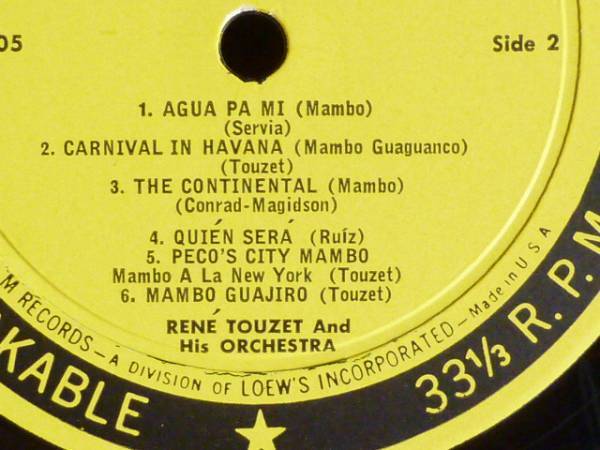 05
Side 2
1. AGUA PA MI (Mambo)
(Servia)
2. CARNIVAL IN HAVANA (Mambo Guaguanco)
(Touzet)
3. THE CONTINENTAL (Mambo)
(Conrad-Magidson)
4. QUIÉN SERÁ (Ruíz)
5. PECO'S CITY MAMBO
Mambo A La New York (Touzet)
6. MAMBO GUAJIRO (Touzet)
RENÉ TOUZET And
His ORCHESTRA
M RECORDS — A DIVISION OF LOEW'S INCORPORATED — Made in U S A
KABLE ★ 33⅓ R.P.M